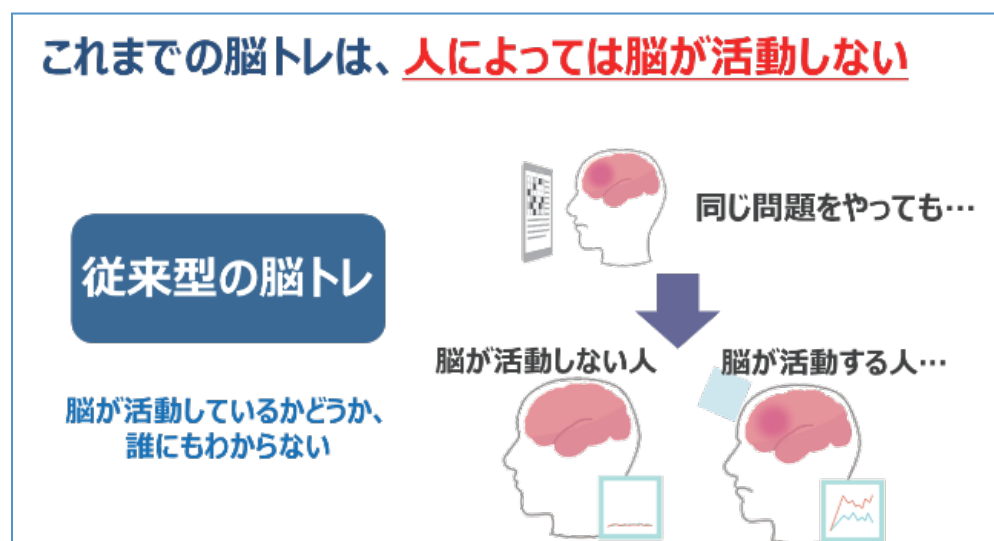 これまでの脳トレは、人によっては脳が活動しない
同じ問題をやっても…
従来型の脳トレ
脳が活動しない人
脳が活動する人…
脳が活動しているかどうか、
誰にもわからない